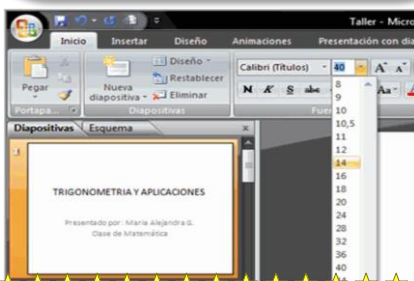 Taller - Micro
Inicio Insertar Diseño Animaciones Presentación con dia
Pegar
Nueva diapositiva
Diseño
Restablecer
Eliminar
Calibri (Títulos) 40 A A
N K S abe Aa
Portapa... Diapositivas Fuen
Diapositivas Esquema
1
TRIGONOMETRIA Y APLICACIONES
Presentado por: Maria Alejandra G.
Clase de Matemática
8
9
10
10,5
11
12
14
16
18
20
24
28
32
36
40